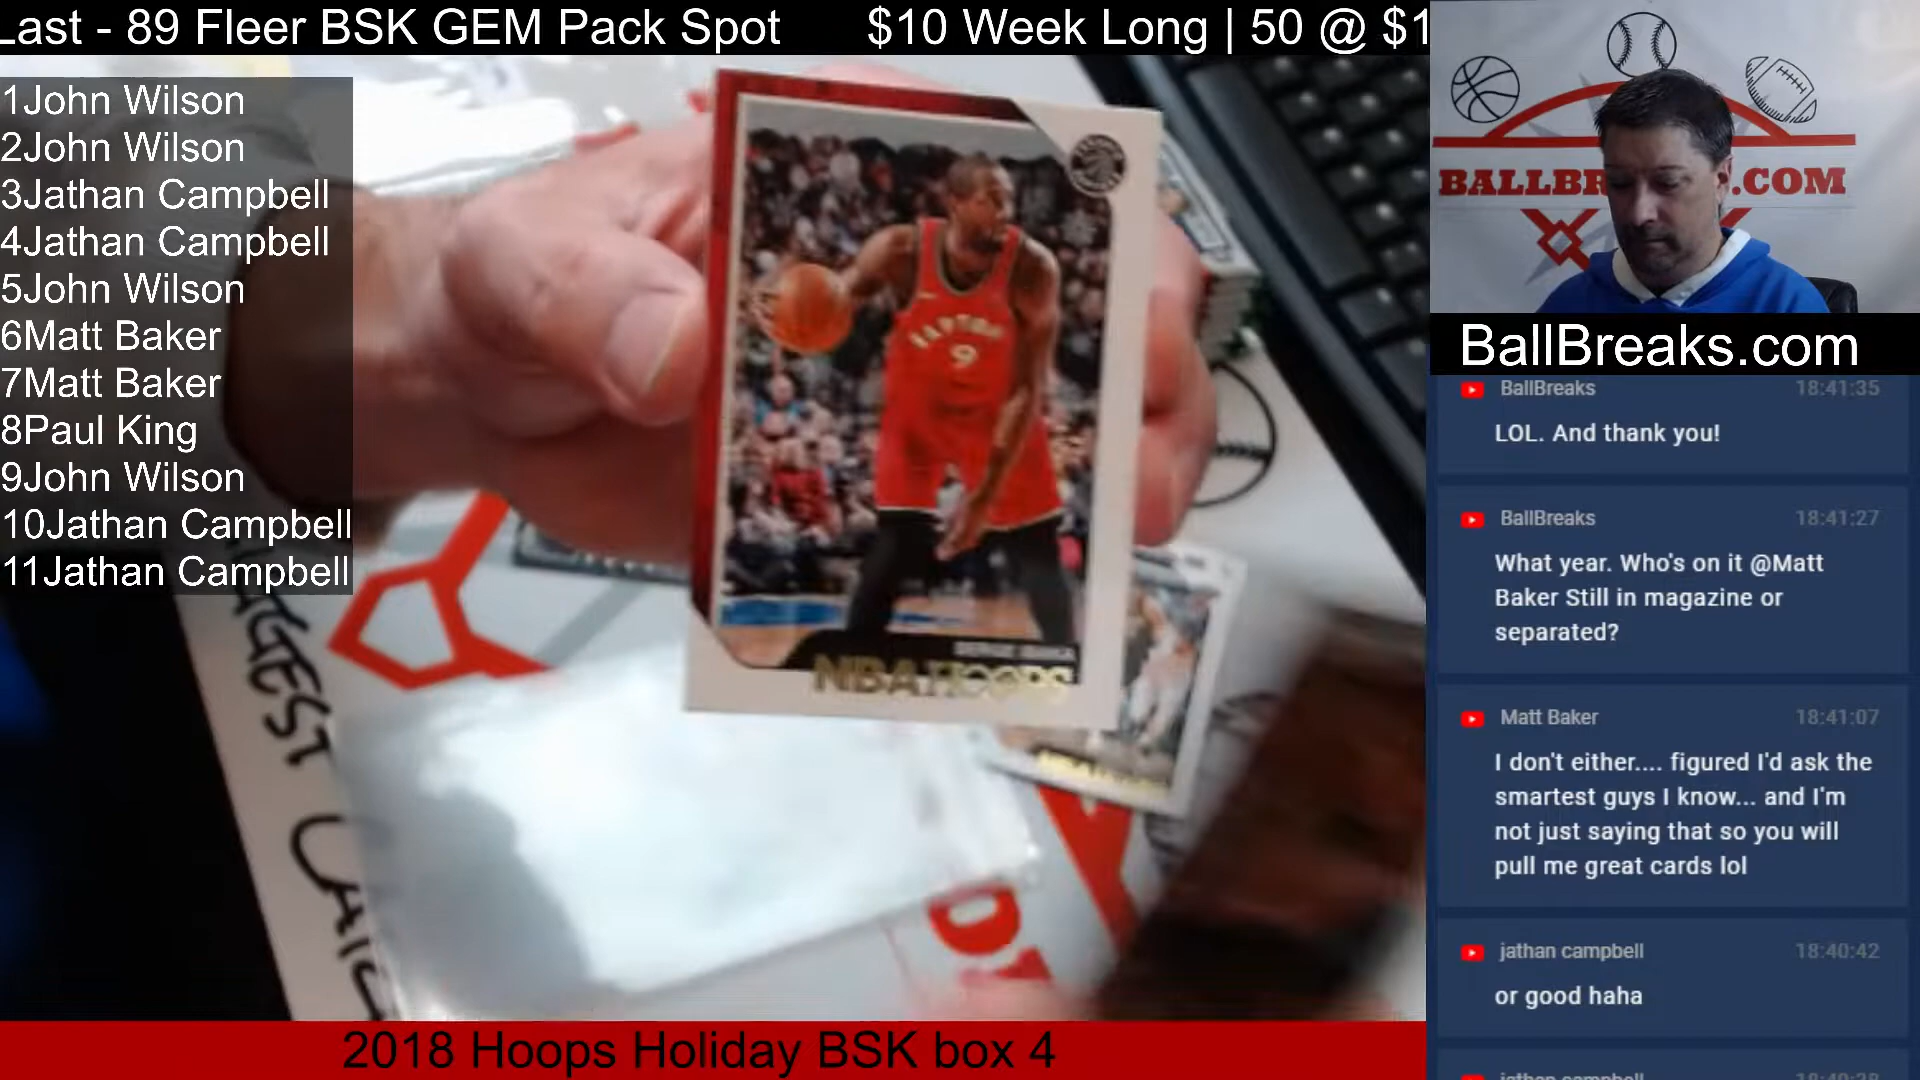 Last - 89 Fleer BSK GEM Pack Spot $10 Week Long | 50 @ $1
1John Wilson
2John Wilson
3Jathan Campbell
4Jathan Campbell
5John Wilson
6Matt Baker
7Matt Baker
8Paul King
9John Wilson
10Jathan Campbell
11Jathan Campbell
9
NBA HOOPS
2018 Hoops Holiday BSK box 4
.COM
BallBreaks.com
BallBreaks 18:41:35
LOL. And thank you!
BallBreaks 18:41:27
What year. Who's on it @Matt
Baker Still in magazine or
separated?
Matt Baker 18:41:07
I don't either.... figured I'd ask the
smartest guys I know... and I'm
not just saying that so you will
pull me great cards lol
jathan campbell 18:40:42
or good haha